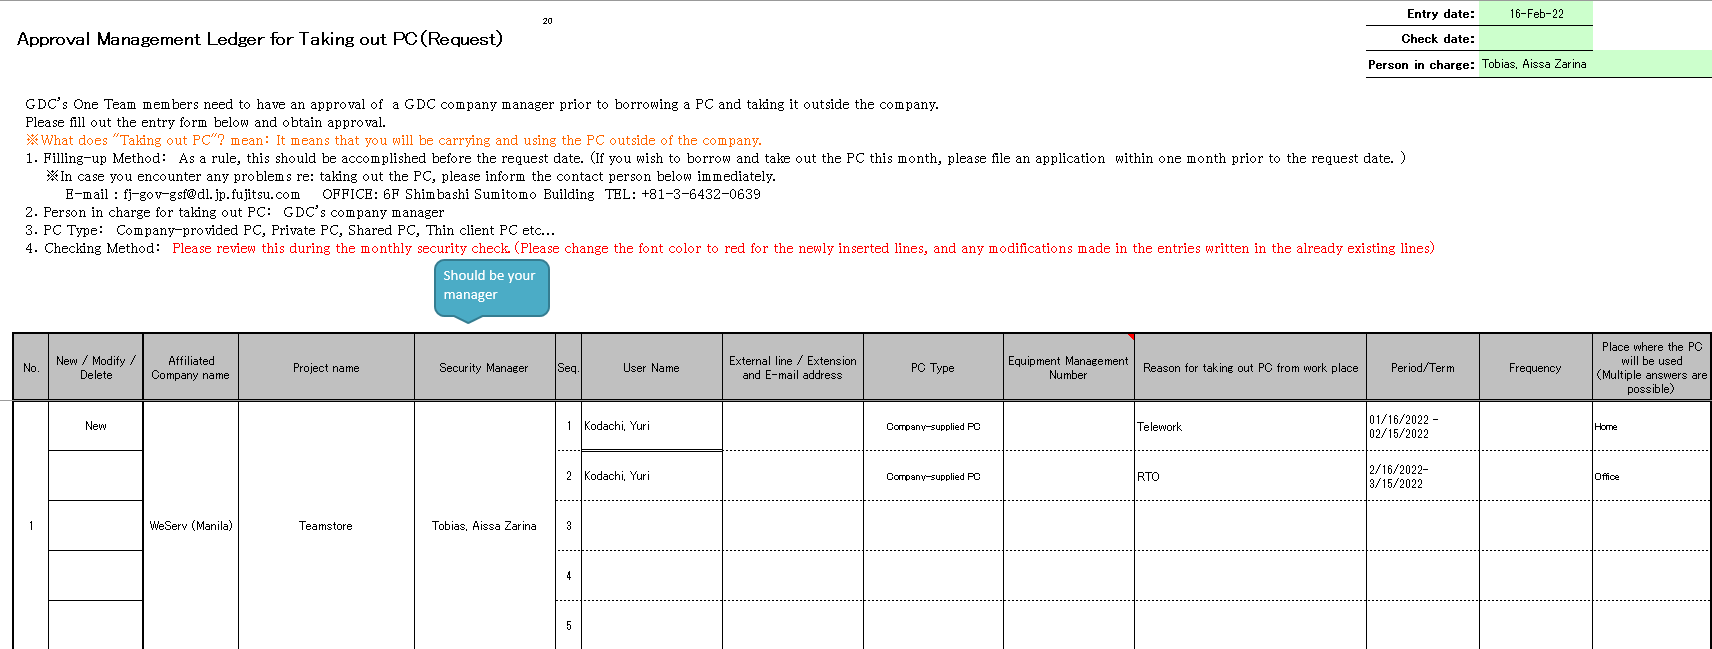 20
Entry date: 16-Feb-22
Approval Management Ledger for Taking out PC(Request)
Check date:
Person in charge: Tobias, Aissa Zarina
GDC's One Team members need to have an approval of a GDC company manager prior to borrowing a PC and taking it outside the company.
Please fill out the entry form below and obtain approval.
※What does "Taking out PC"? mean: It means that you will be carrying and using the PC outside of the company.
1. Filling-up Method: As a rule, this should be accomplished before the request date. (If you wish to borrow and take out the PC this month, please file an application within one month prior to the request date. )
※In case you encounter any problems re: taking out the PC, please inform the contact person below immediately.
E-mail : fj-gov-gsf@dl.jp.fujitsu.com OFFICE: 6F Shimbashi Sumitomo Building TEL: +81-3-6432-0639
2. Person in charge for taking out PC: GDC's company manager
3. PC Type: Company-provided PC, Private PC, Shared PC, Thin client PC etc...
4. Checking Method: Please review this during the monthly security check.(Please change the font color to red for the newly inserted lines, and any modifications made in the entries written in the already existing lines)
Should be your
manager
No.
New / Modify /
Delete
Affiliated
Company name
Project name
Security Manager
Seq.
User Name
External line / Extension
and E-mail address
PC Type
Equipment Management
Number
Reason for taking out PC from work place
Period/Term
Frequency
Place where the PC
will be used
(Multiple answers are
possible)
New
1
Kodachi, Yuri
Company-supplied PC
Telework
01/16/2022 -
02/15/2022
Home
2
Kodachi, Yuri
Company-supplied PC
RTO
2/16/2022-
3/15/2022
Office
1
WeServ (Manila)
Teamstore
Tobias, Aissa Zarina
3
4
5